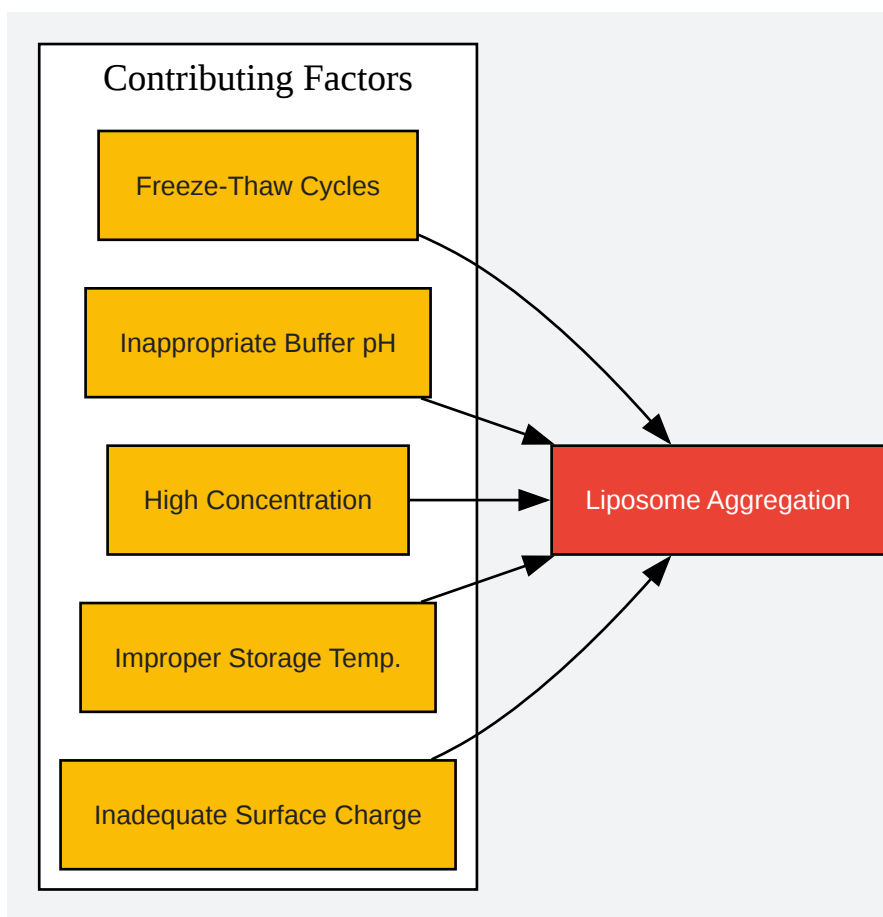 Contributing Factors
Freeze-Thaw Cycles
Inappropriate Buffer pH
High Concentration
Liposome Aggregation
Improper Storage Temp.
Inadequate Surface Charge